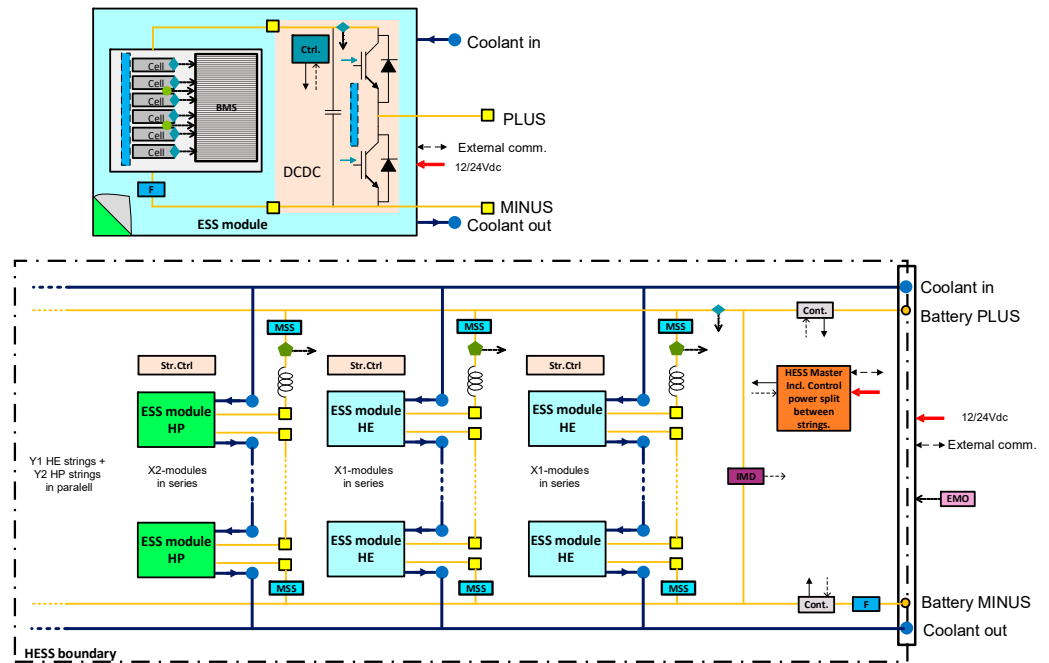 Coolant in
Ctrl.
Cell
Cell
Cell
Cell
Cell
Cell
BMS
PLUS
External comm.
12/24Vdc
DCDC
F
MINUS
ESS module
Coolant out
Coolant in
Battery PLUS
MSS
MSS
MSS
Cont.
Str.Ctrl
Str.Ctrl
Str.Ctrl
HESS Master
Incl. Control
power split
between
strings.
ESS module
HP
ESS module
HE
ESS module
HE
12/24Vdc
External comm.
Y1 HE strings +
Y2 HP strings
in paralell
X2-modules
in series
X1-modules
in series
X1-modules
in series
IMD
EMO
ESS module
HP
ESS module
HE
ESS module
HE
MSS
MSS
MSS
Cont.
F
Battery MINUS
Coolant out
HESS boundary